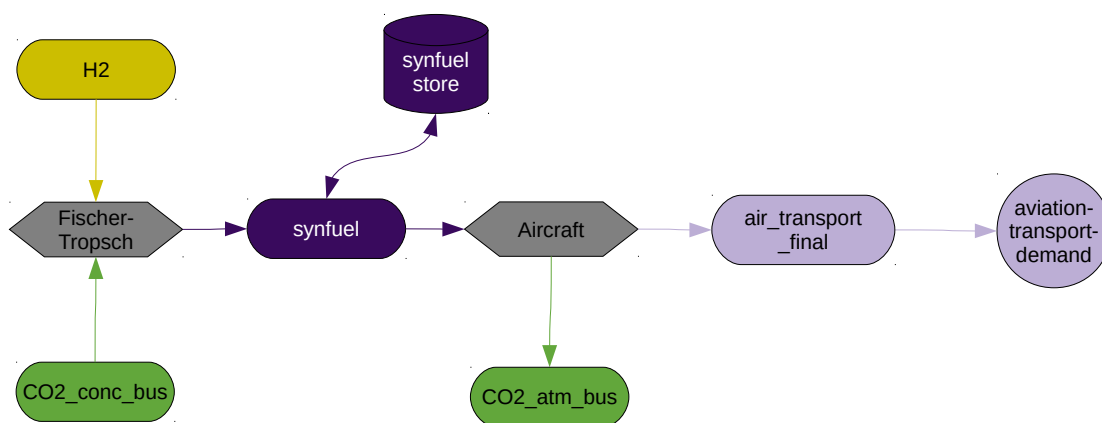 H2
synfuel
store
Fischer-
Tropsch
synfuel
Aircraft
air_transport
_final
aviation-
transport-
demand
CO2_conc_bus
CO2_atm_bus